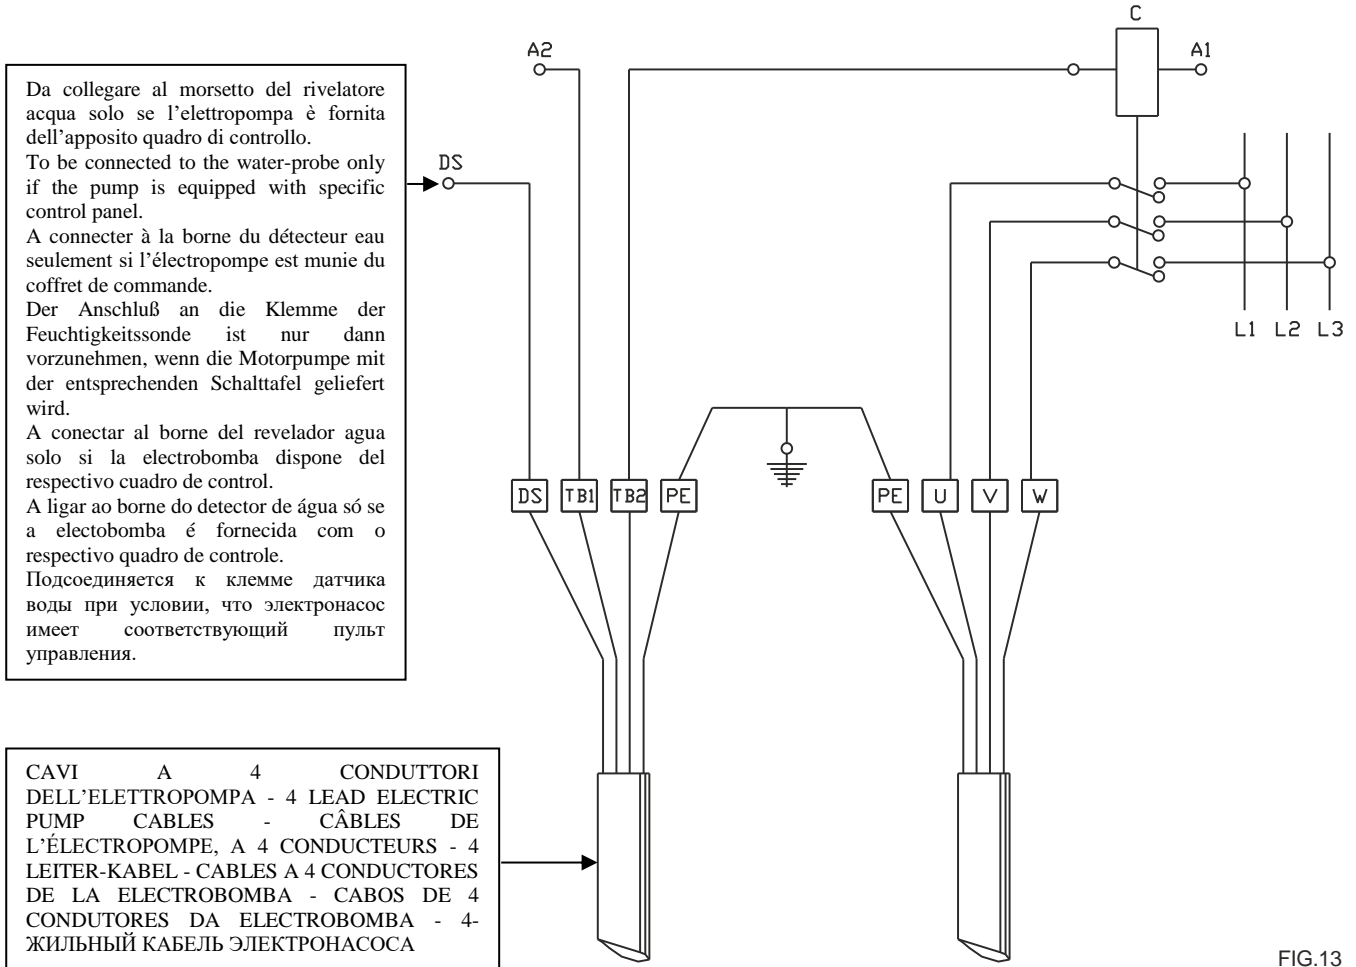 C
A2
A1
Da collegare al morsetto del rivelatore
acqua solo se l'elettropompa è fornita
dell'apposito quadro di controllo.
To be connected to the water-probe only
if the pump is equipped with specific
control panel.
A connecter à la borne du détecteur eau
seulement si l'électropompe est munie du
coffret de commande.
Der Anschluß an die Klemme der
Feuchtigkeitssonde ist nur dann
vorzunehmen, wenn die Motorpumpe mit
der entsprechenden Schalttafel geliefert
wird.
A conectar al borne del revelador agua
solo si la electrobomba dispone del
respectivo cuadro de control.
A ligar ao borne do detector de água só se
a electobomba é fornecida com o
respectivo quadro de controle.
Подсоединяется к клемме датчика
воды при условии, что электронасос
имеет соответствующий пульт
управления.
DS
L1 L2 L3
DS TB1 TB2 PE PE U V W
CAVI A 4 CONDUTTORI
DELL'ELETTROPOMPA - 4 LEAD ELECTRIC
PUMP CABLES - CÂBLES DE
L'ÉLECTROPOMPE, A 4 CONDUCTEURS - 4
LEITER-KABEL - CABLES A 4 CONDUCTORES
DE LA ELECTROBOMBA - CABOS DE 4
CONDUTORES DA ELECTROBOMBA - 4-
ЖИЛЬНЫЙ КАБЕЛЬ ЭЛЕКТРОНАСОСА
FIG.13